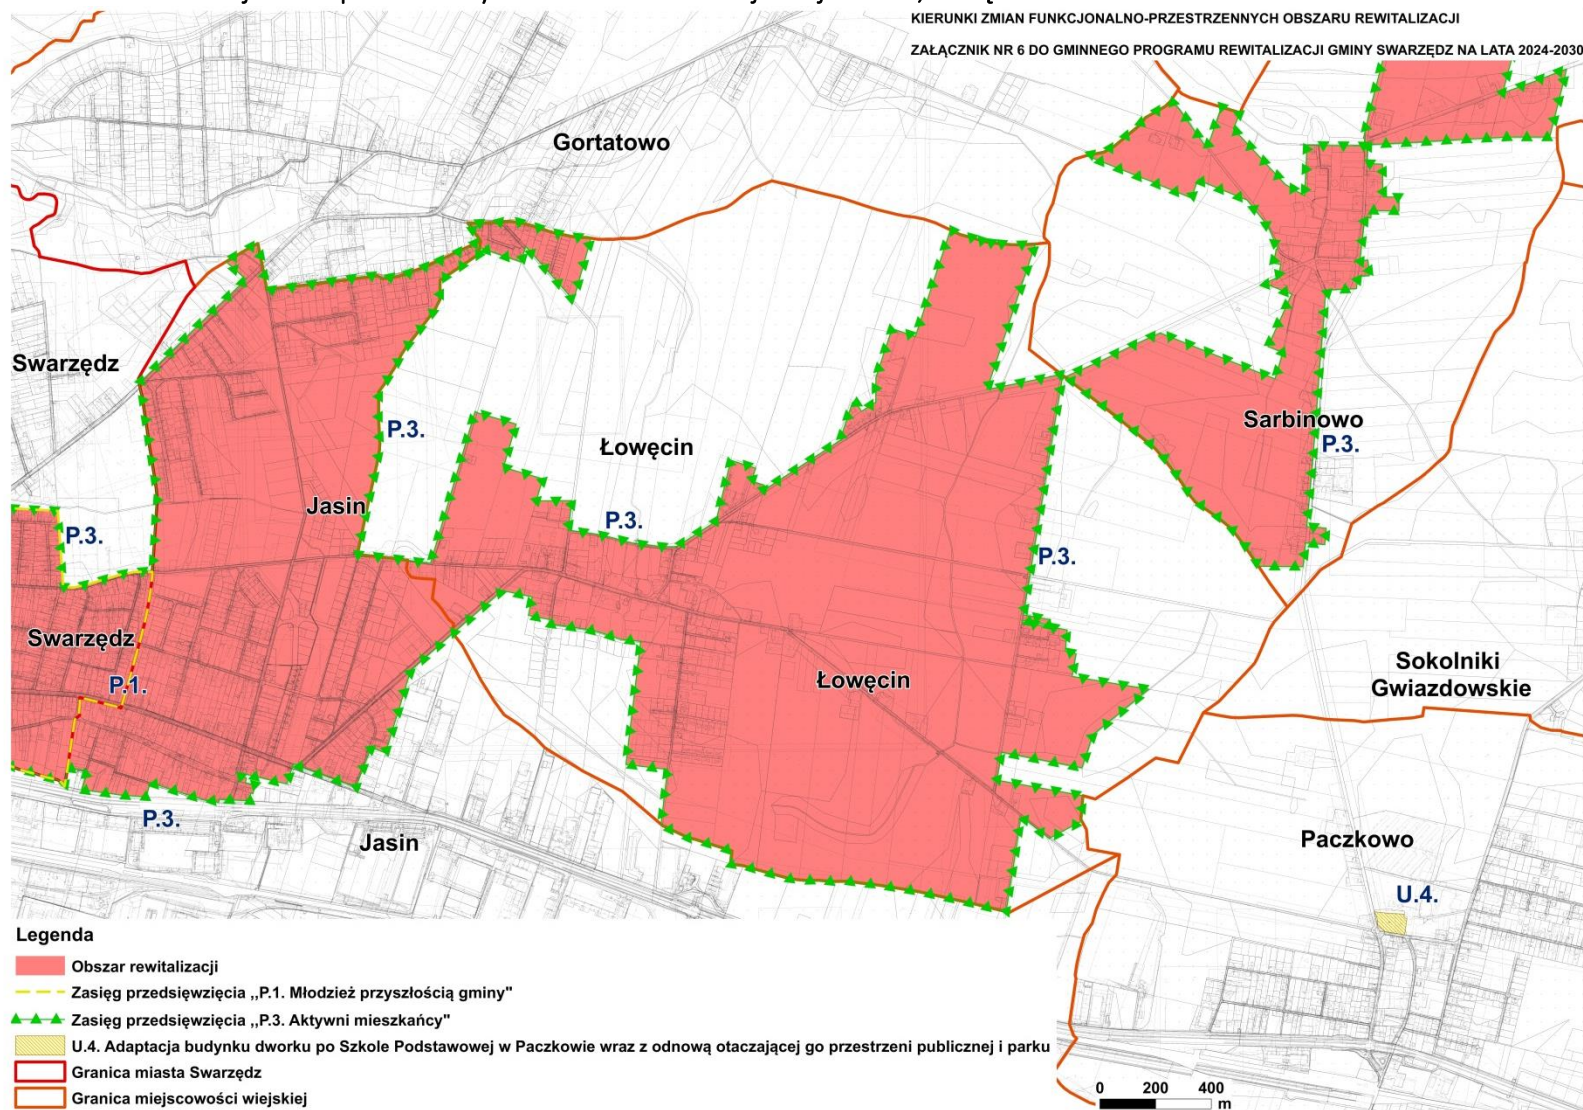 KIERUNKI ZMIAN FUNKCJONALNO-PRZESTRZENNYCH OBSZARU REWITALIZACJI
ZAŁĄCZNIK NR 6 DO GMINNEGO PROGRAMU REWITALIZACJI GMINY SWARZĘDZ NA LATA 2024-2030
Gortatowo
Swarzędz
Sarbinowo
P.3.
P.3.
Łowęcin
Jasin
P.3.
P.3.
P.3.
Swarzędz
Sokolniki
Gwiazdowskie
Łowęcin
P.1.
P.3.
Jasin
Paczkowo
U.4.
Legenda
Obszar rewitalizacji
Zasięg przedsięwzięcia ,,P.1. Młodzież przyszłością gminy"
Zasięg przedsięwzięcia ,,P.3. Aktywni mieszkańcy"
U.4. Adaptacja budynku dworku po Szkole Podstawowej w Paczkowie wraz z odnową otaczającej go przestrzeni publicznej i parku
Granica miasta Swarzędz
Granica miejscowości wiejskiej
0 200 400
m